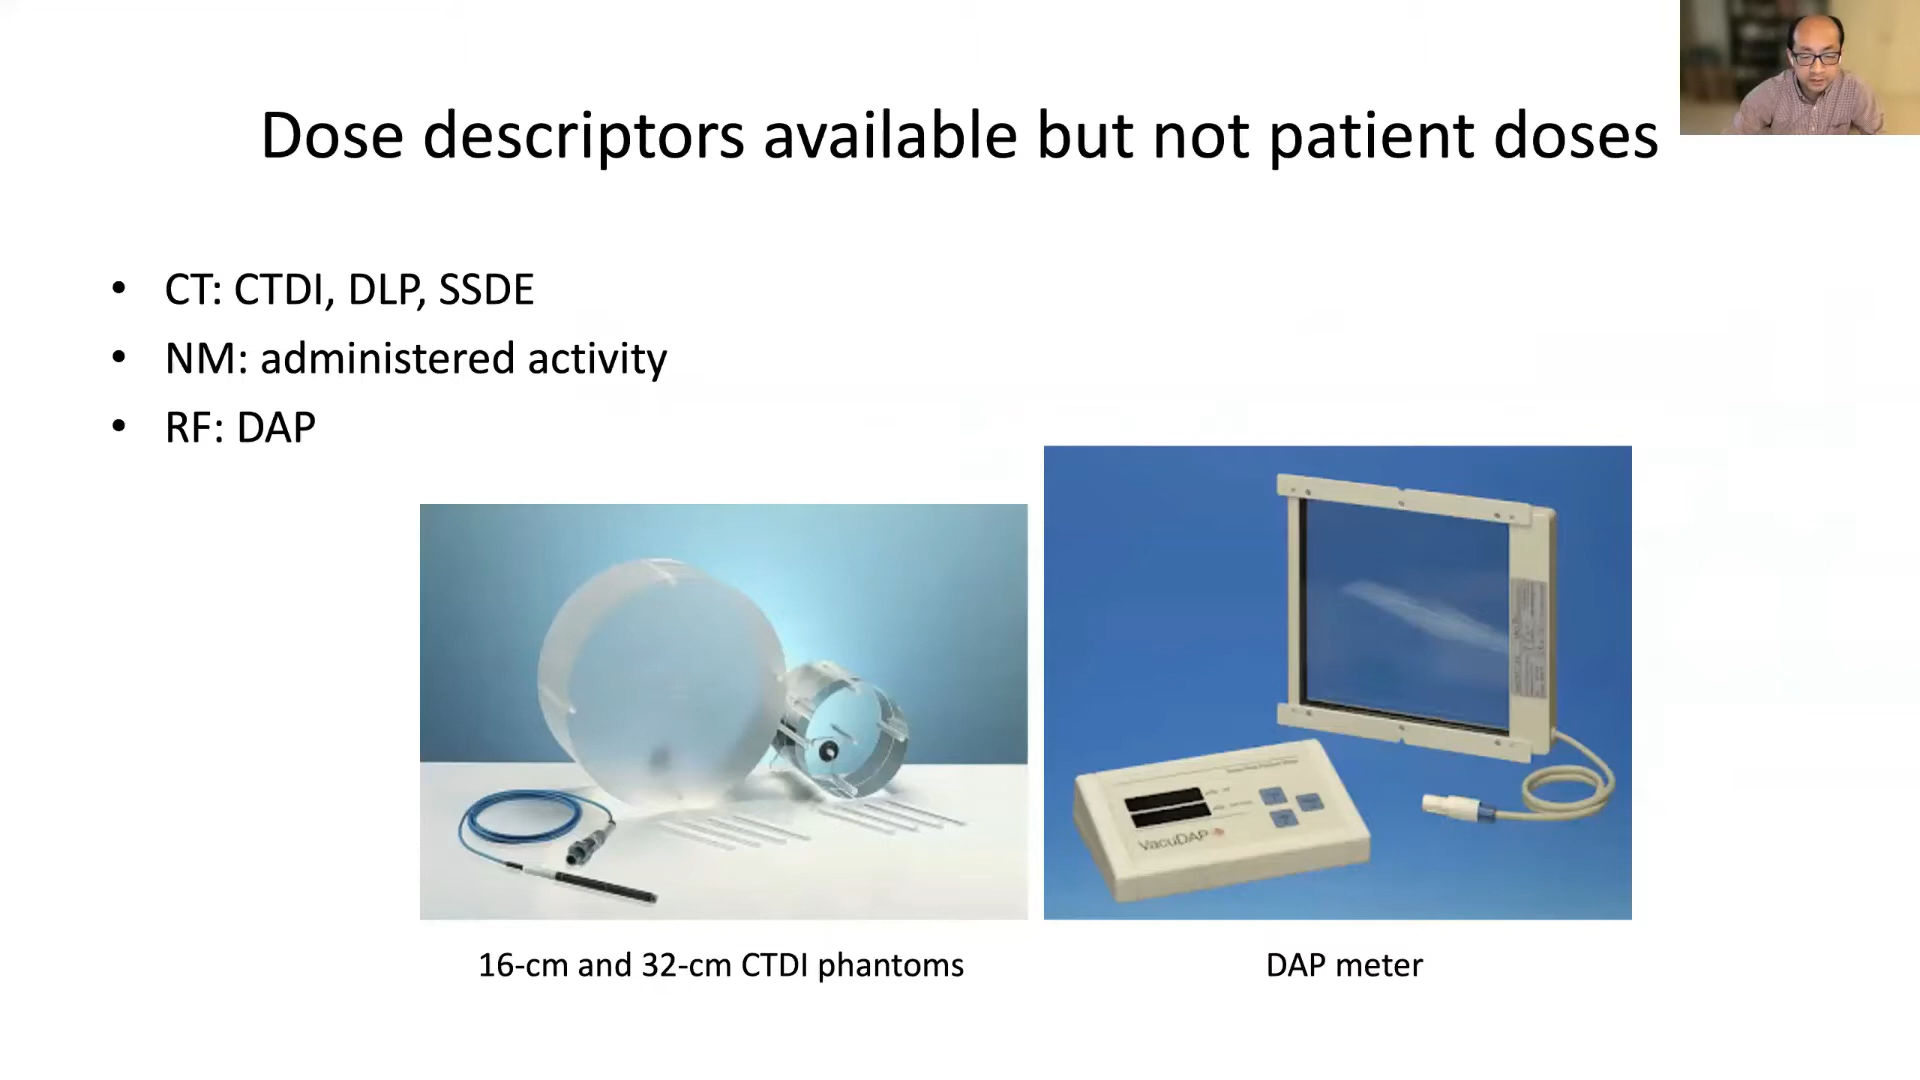 Dose descriptors available but not patient doses
• CT: CTDI, DLP, SSDE
• NM: administered activity
• RF: DAP
VacuDAP
16-cm and 32-cm CTDI phantoms
DAP meter